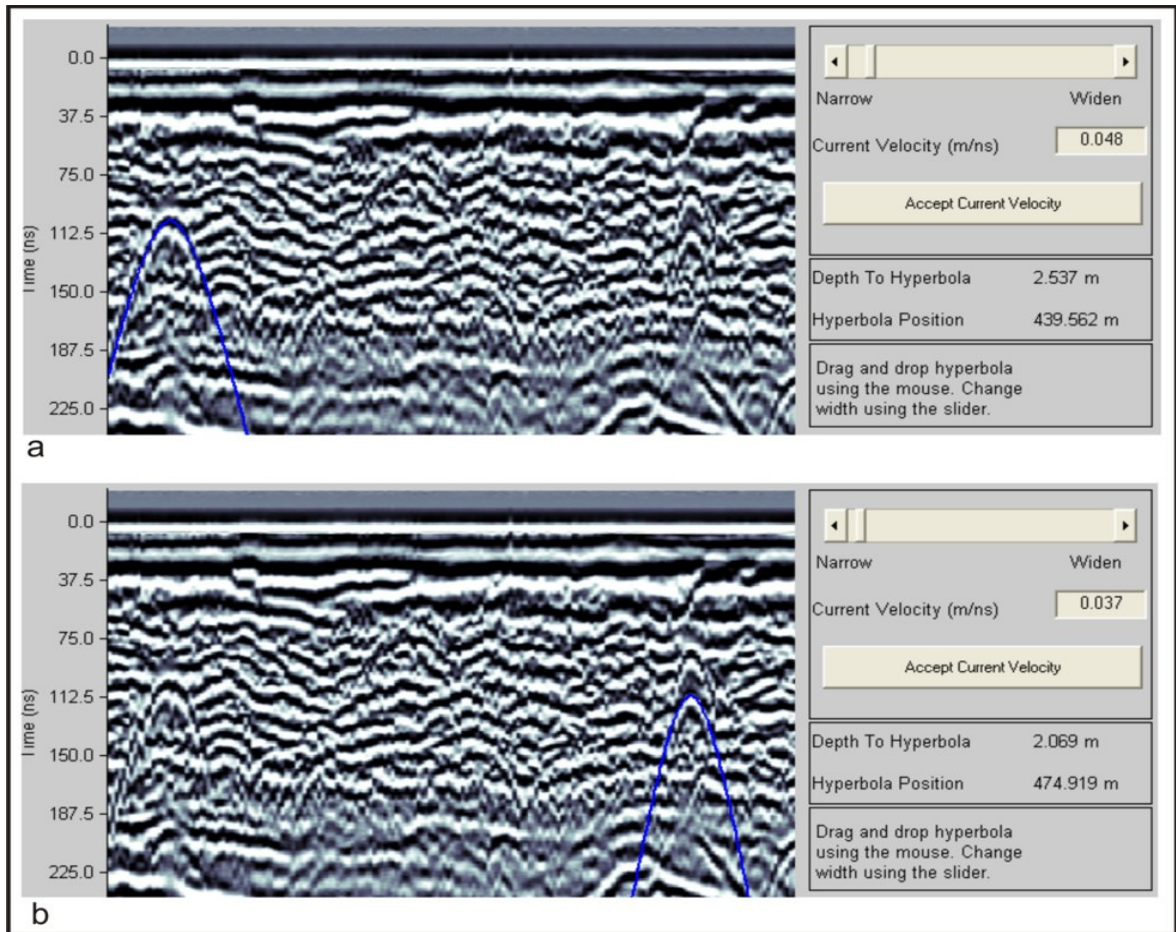 0.0
37.5
75.0
112.5
150.0
187.5
225.0
Time (ns)
Narrow Widen
Current Velocity (m/ns) 0.048
Accept Current Velocity
Depth To Hyperbola 2.537 m
Hyperbola Position 439.562 m
Drag and drop hyperbola
using the mouse. Change
width using the slider.
a
0.0
37.5
75.0
112.5
150.0
187.5
225.0
Time (ns)
Narrow Widen
Current Velocity (m/ns) 0.037
Accept Current Velocity
Depth To Hyperbola 2.069 m
Hyperbola Position 474.919 m
Drag and drop hyperbola
using the mouse. Change
width using the slider.
b